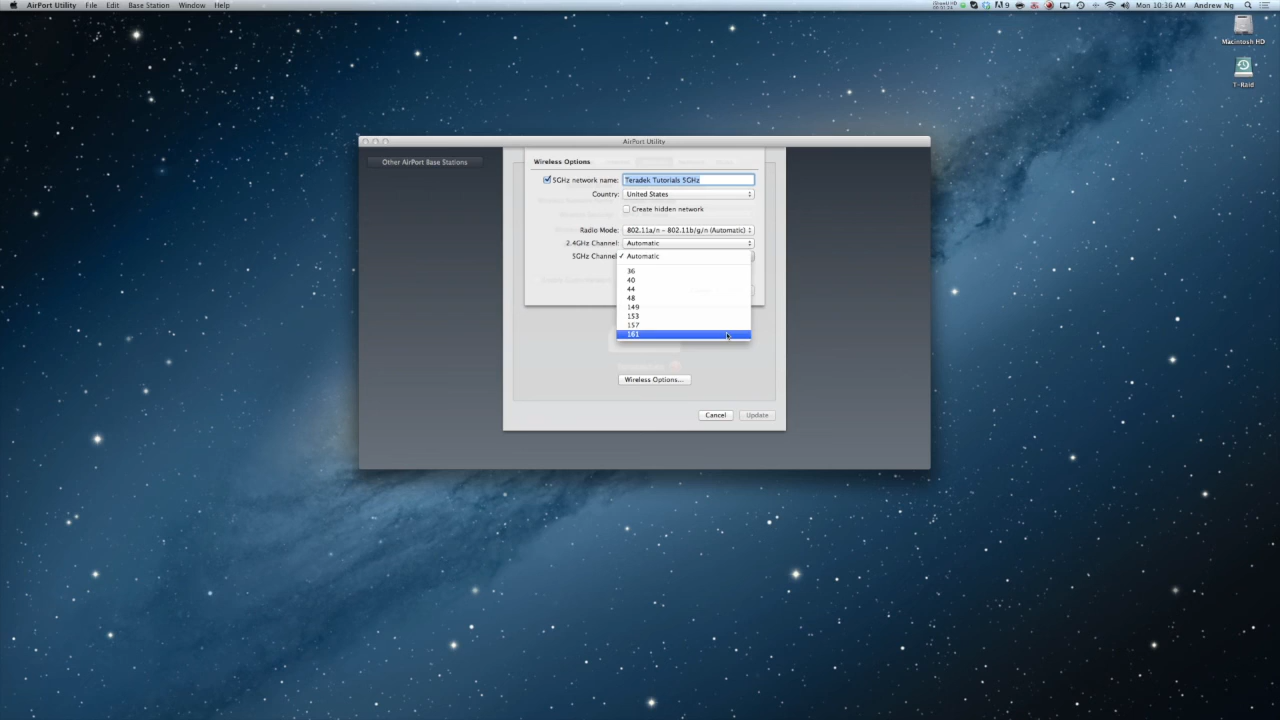 AirPort Utility File Edit Base Station Window Help
9 Mon 10:36 AM Andrew Ng
Macintosh HD
T-Raid
AirPort Utility
Other AirPort Base Stations
Wireless Options
5GHz network name: Teradek Tutorials 5GHz
Country: United States
Create hidden network
Radio Mode: 802.11a/n – 802.11b/g/n (Automatic)
2.4GHz Channel: Automatic
5GHz Channel ✓ Automatic
36
40
44
48
149
153
157
161
Wireless Options...
Cancel Update